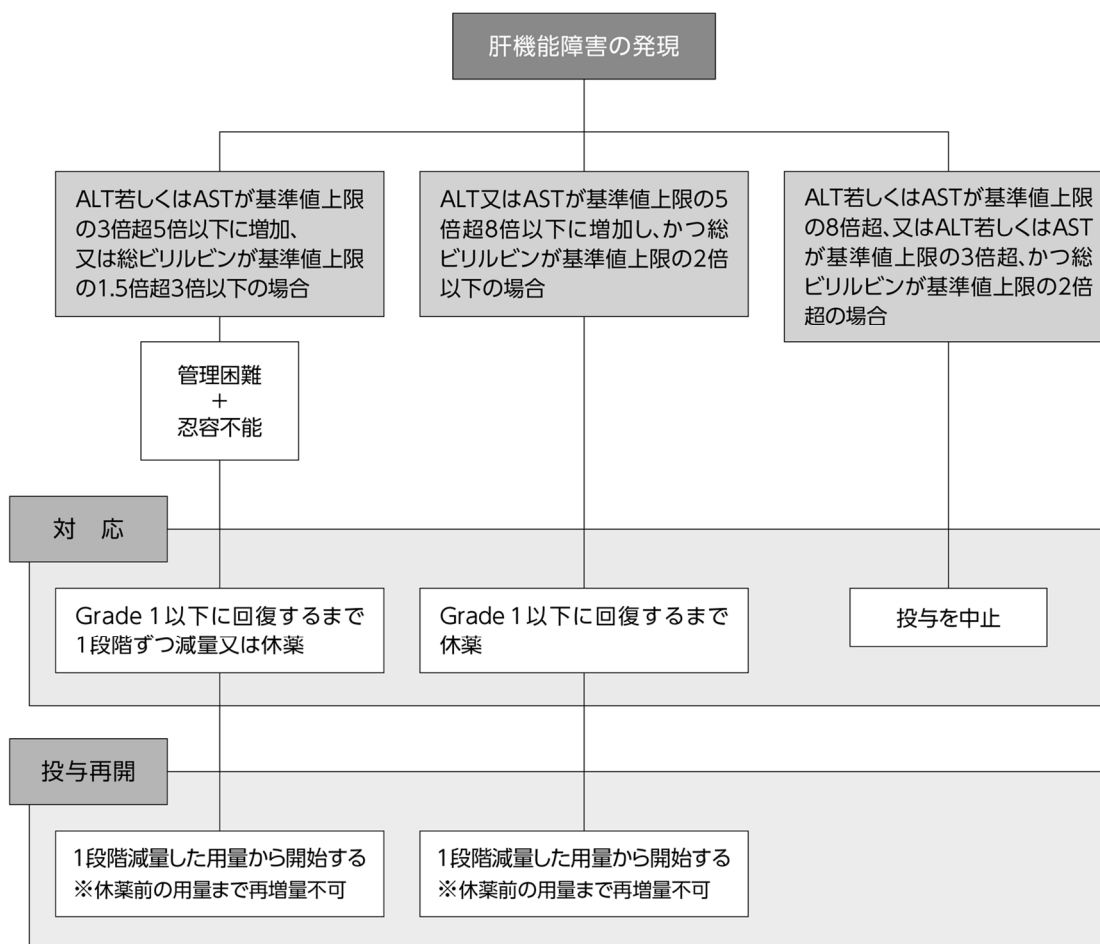 肝機能障害の発現
ALT若しくはASTが基準値上限
の3倍超5倍以下に増加、
又は総ビリルビンが基準値上限
の1.5倍超3倍以下の場合
ALT又はASTが基準値上限の5
倍超8倍以下に増加し、かつ総
ビリルビンが基準値上限の2倍
以下の場合
ALT若しくはASTが基準値上限
の8倍超、又はALT若しくはAST
が基準値上限の3倍超、かつ総
ビリルビンが基準値上限の2倍
超の場合
管理困難
+
忍容不能
対 応
Grade 1以下に回復するまで
1段階ずつ減量又は休薬
Grade 1以下に回復するまで
休薬
投与を中止
投与再開
1段階減量した用量から開始する
※休薬前の用量まで再増量不可
1段階減量した用量から開始する
※休薬前の用量まで再増量不可